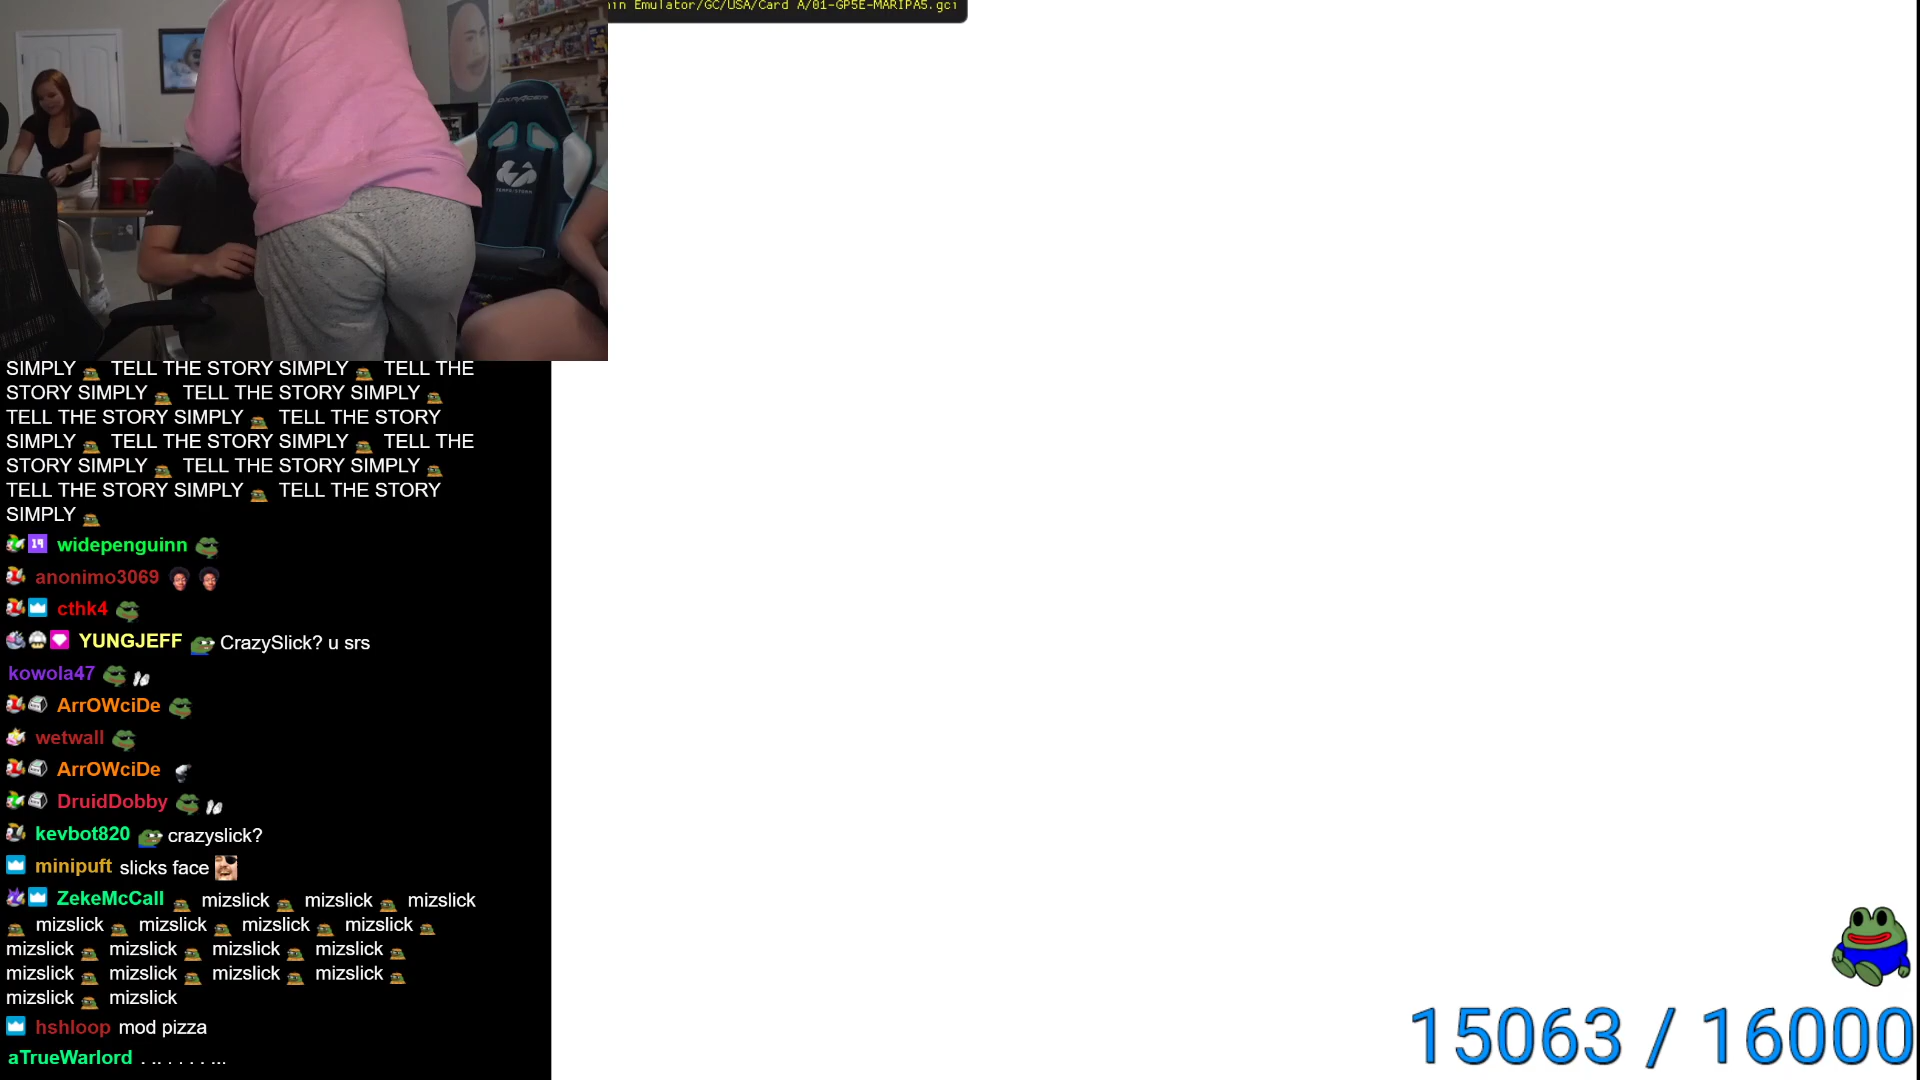 in Emulator/GC/USA/Card A/01-GP5E-MARIPA5.gci
DXRACER
TEMPO/STORM
SIMPLY TELL THE STORY SIMPLY TELL THE
STORY SIMPLY TELL THE STORY SIMPLY
TELL THE STORY SIMPLY TELL THE STORY
SIMPLY TELL THE STORY SIMPLY TELL THE
STORY SIMPLY TELL THE STORY SIMPLY
TELL THE STORY SIMPLY TELL THE STORY
SIMPLY
19 widepenguinn
anonimo3069
cthk4
YUNGJEFF CrazySlick? u srs
kowola47
ArrOWciDe
wetwall
ArrOWciDe
DruidDobby
kevbot820 crazyslick?
minipuft slicks face
ZekeMcCall mizslick mizslick mizslick
mizslick mizslick mizslick mizslick
mizslick mizslick mizslick mizslick
mizslick mizslick mizslick mizslick
mizslick mizslick
hshloop mod pizza
aTrueWarlord . .. . . . . ...
15063 / 16000